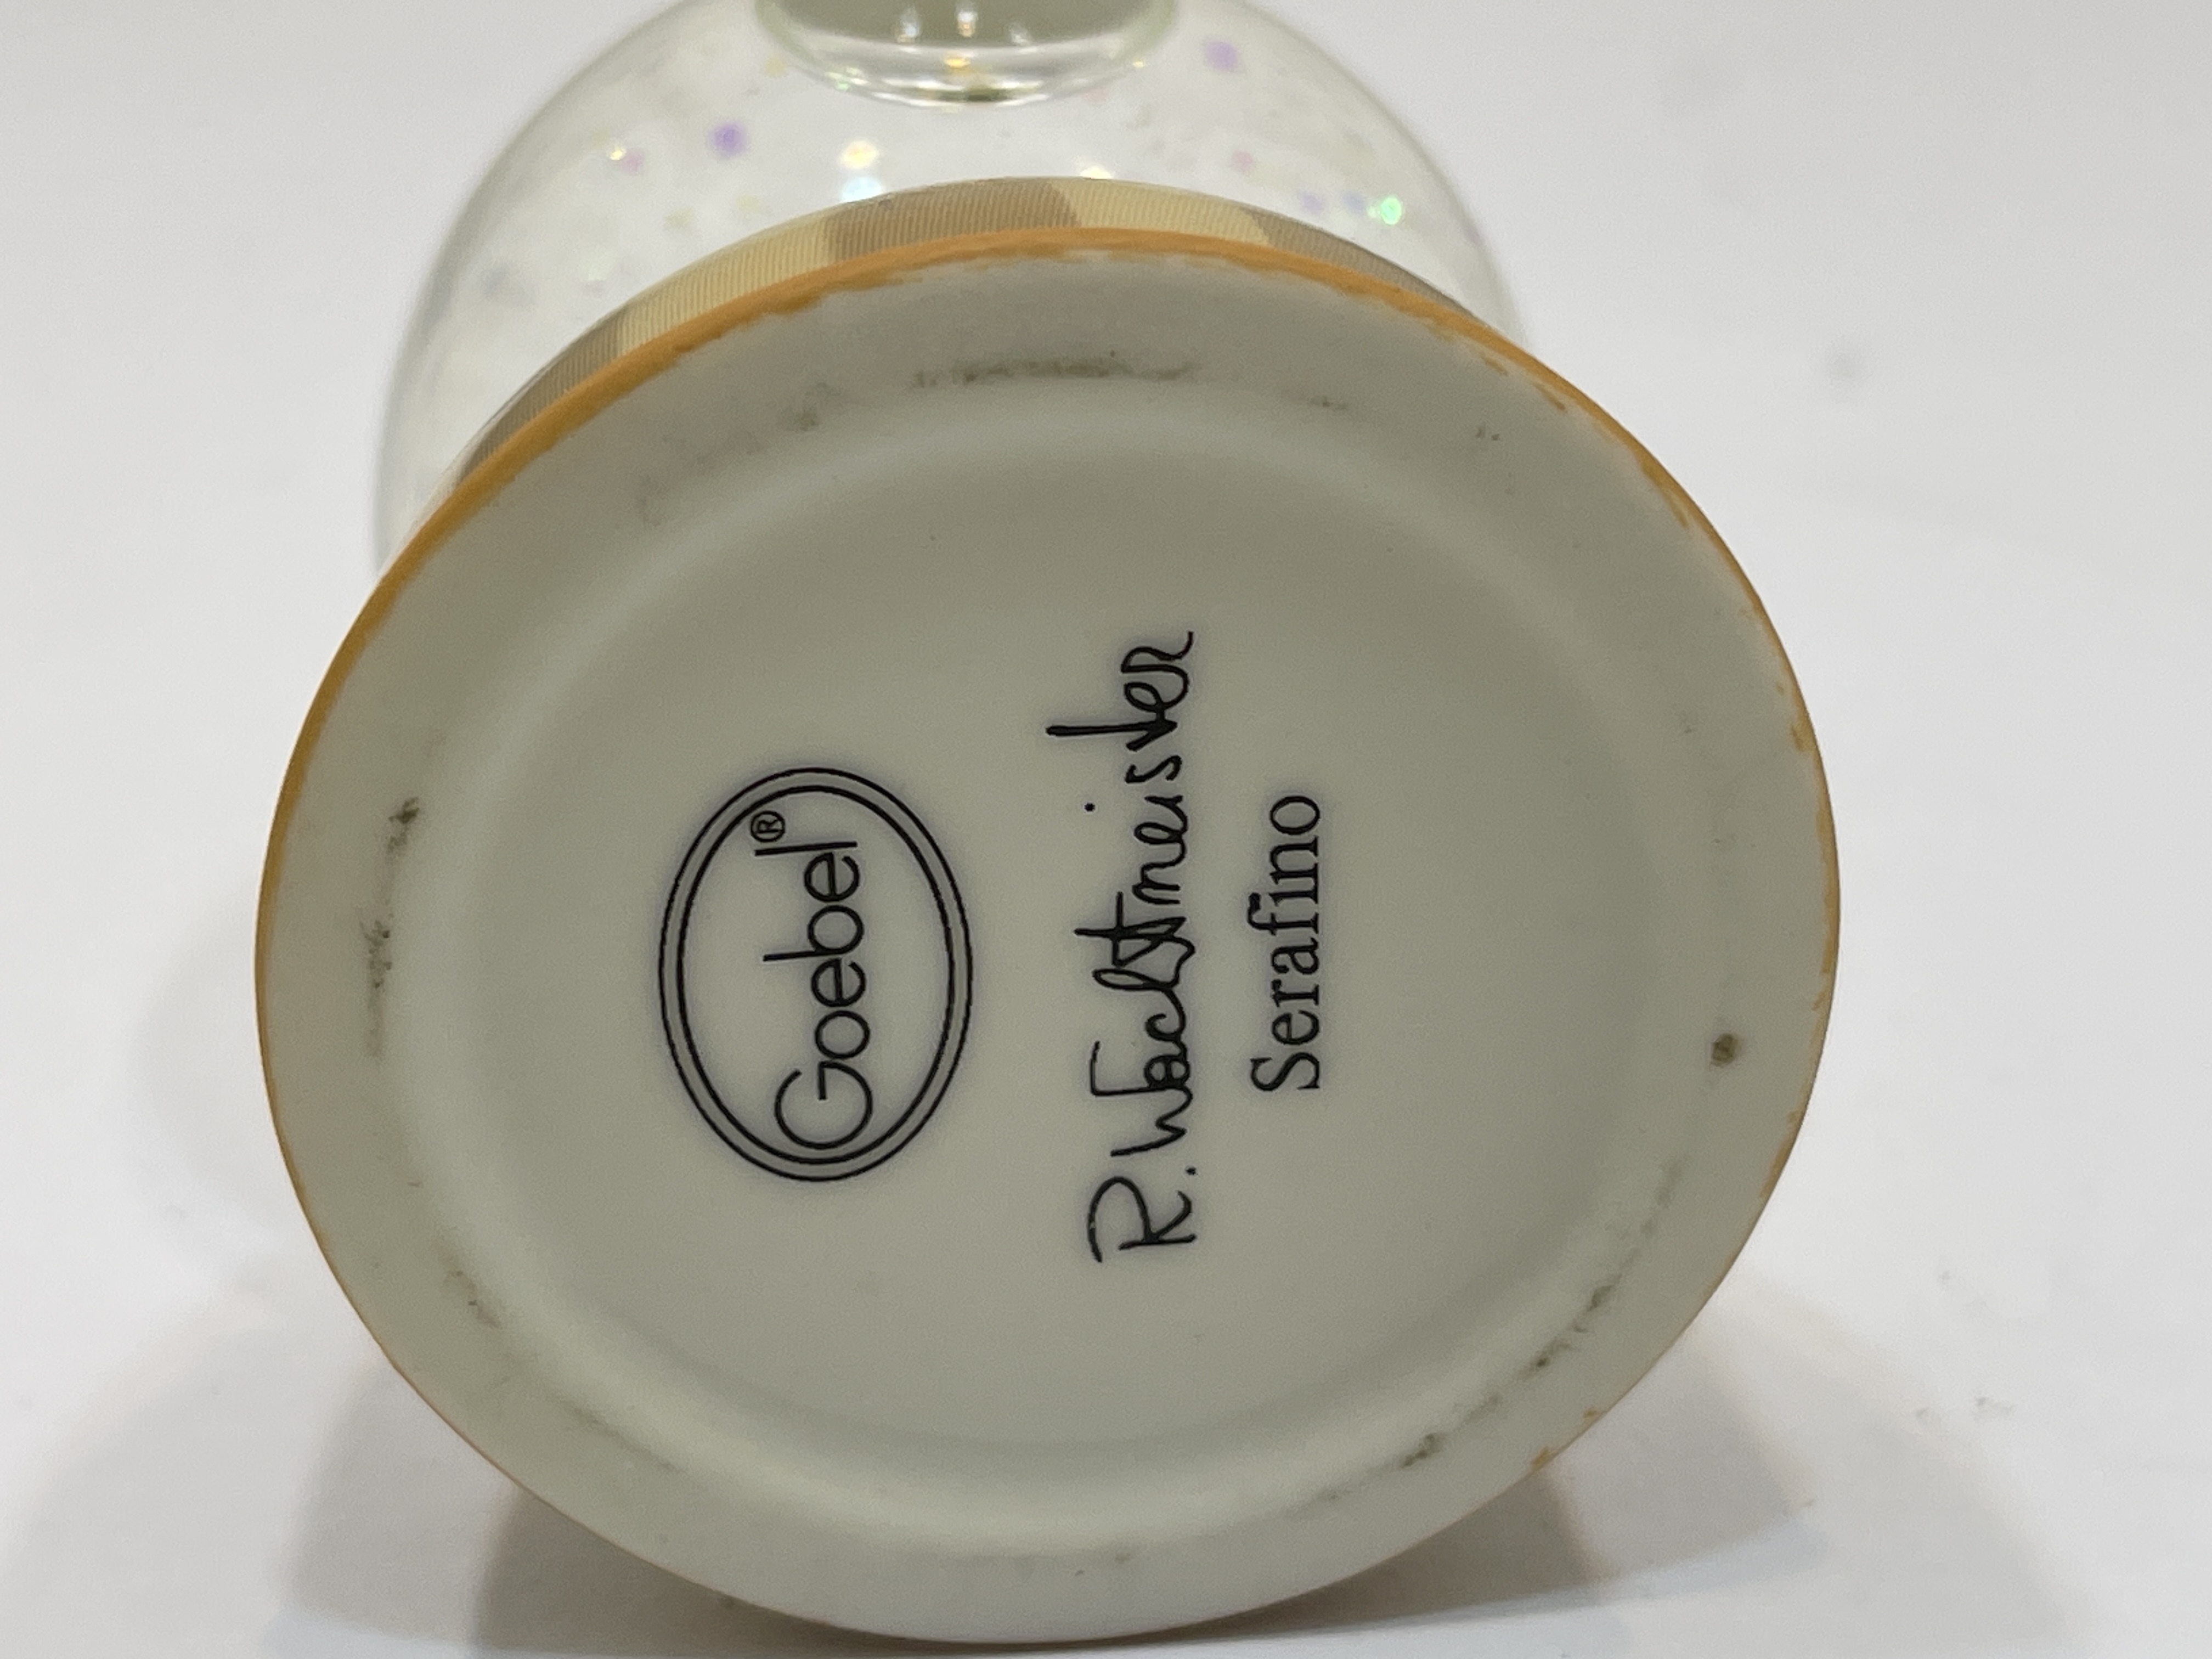 Goebel®
R. Wachtmeister
Serafino